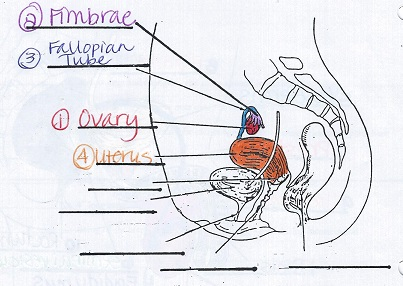 ② Fimbrae
③ Fallopian
Tube
① Ovary
④ Uterus